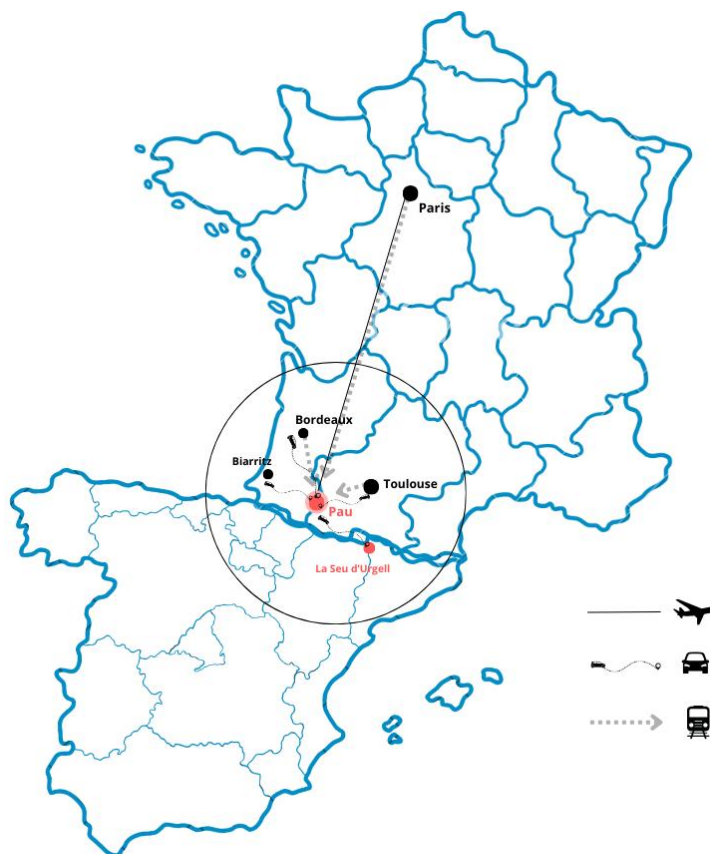 Paris
Bordeaux
Biarritz
Toulouse
Pau
La Seu d'Urgell